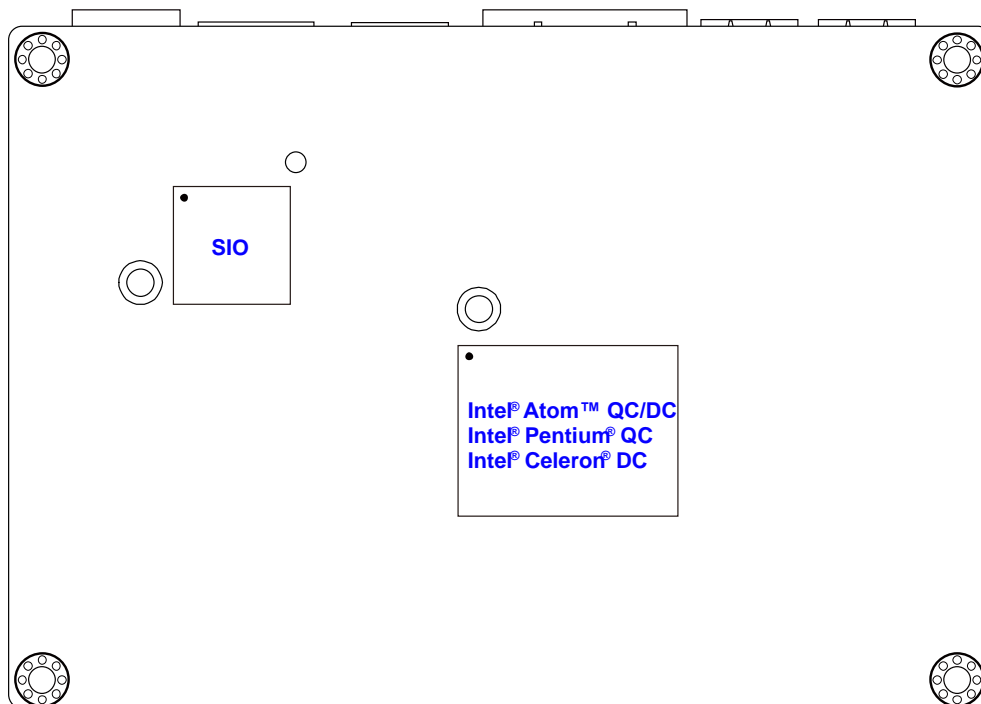 SIO
Intel® Atom™ QC/DC
Intel® Pentium® QC
Intel® Celeron® DC